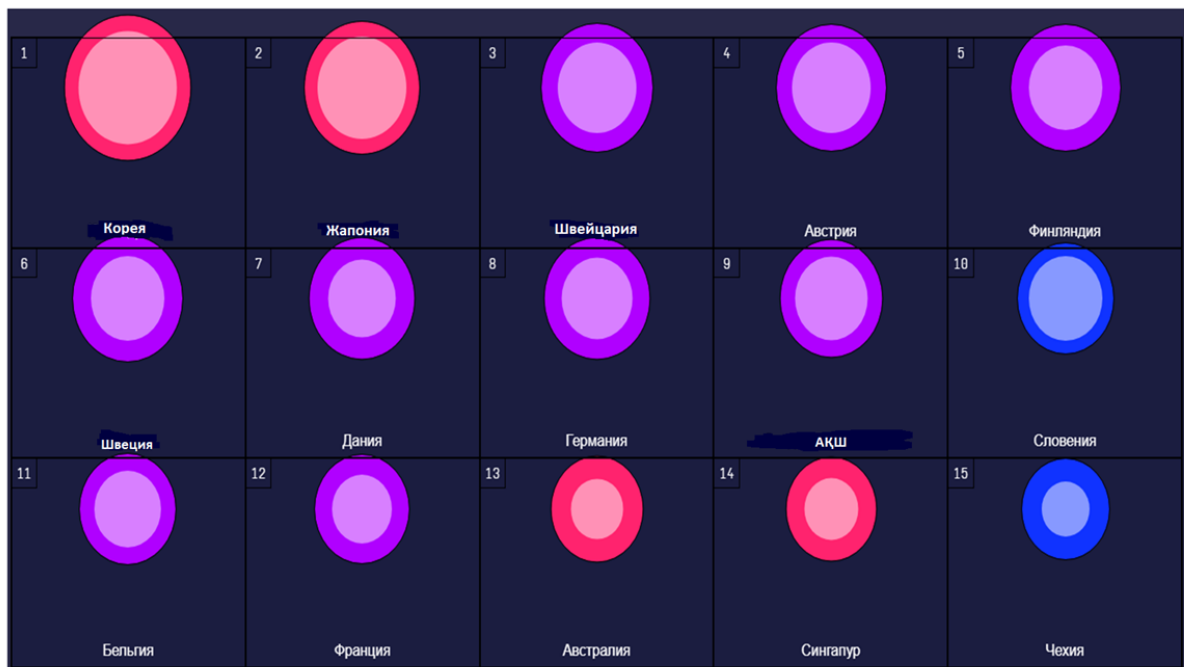 1 2 3 4 5
Корея Жапония Швейцария Австрия Финляндия
6 7 8 9 10
Швеция Дания Германия АҚШ Словения
11 12 13 14 15
Бельгия Франция Австралия Сингапур Чехия